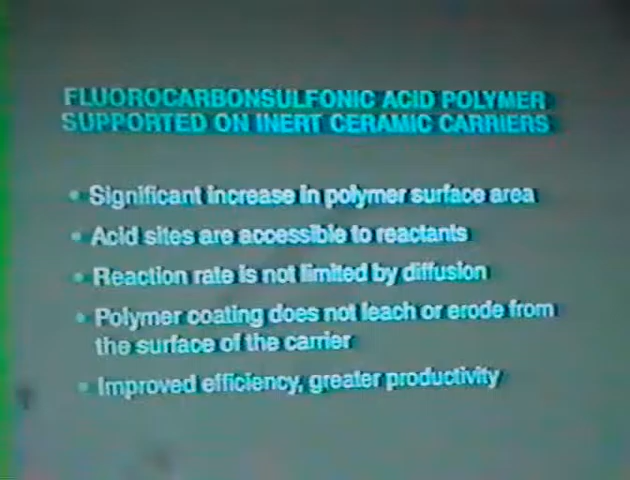 FLUOROCARBONSULFONIC ACID POLYMER
SUPPORTED ON INERT CERAMIC CARRIERS
• Significant increase in polymer surface area
• Acid sites are accessible to reactants
• Reaction rate is not limited by diffusion
• Polymer coating does not leach or erode from
the surface of the carrier
• Improved efficiency, greater productivity